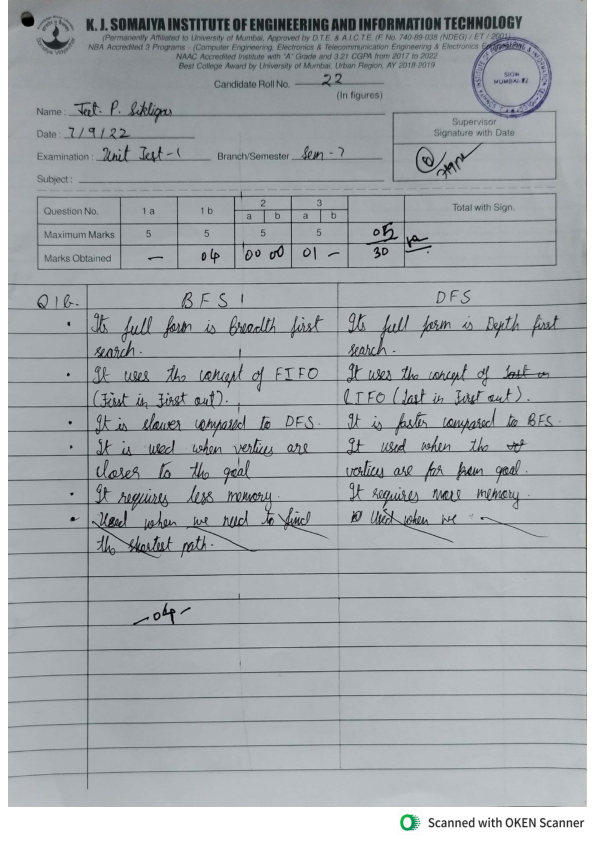 K. J. SOMAIYA INSTITUTE OF ENGINEERING AND INFORMATION TECHNOLOGY
(Permanently Affiliated to University of Mumbai, Approved by D.T.E. & A.I.C.T.E. (F. No. 740-89-038 (NDEG) / ET / 2001)
NBA Accredited 3 Programs - (Computer Engineering, Electronics & Telecommunication Engineering & Electronics
NAAC Accredited Institute with "A" Grade and 3.21 CGPA from 2017 to 2022
Best College Award by University of Mumbai, Urban Region, AY 2018-2019
SION
MUMBAI-22
Candidate Roll No. 22
(In figures)
Name : Jeet. P.
Date : 7/9/22
Examination : Unit Test-1 Branch/Semester Sem-7
Subject :
Supervisor
Signature with Date
Question No. 1 a 1 b 2 a b 3 a b Total with Sign.
Maximum Marks 5 5 5 5 05
Marks Obtained — 04 00 00 01 - 30
Q1b. BFS DFS
• Its full form is Breadth first Its full form is Depth first
search. search.
• It uses the concept of FIFO It uses the concept of
(First in First out). LIFO (Last in First out).
• It is slower compared to DFS. It is faster compared to BFS.
• It is used when vertices are It used when the
closer to the goal vertices are far from goal.
• It requires less memory. It requires more memory.
• Used when we need to find Used when we
the shortest path.
-04-
Scanned with OKEN Scanner